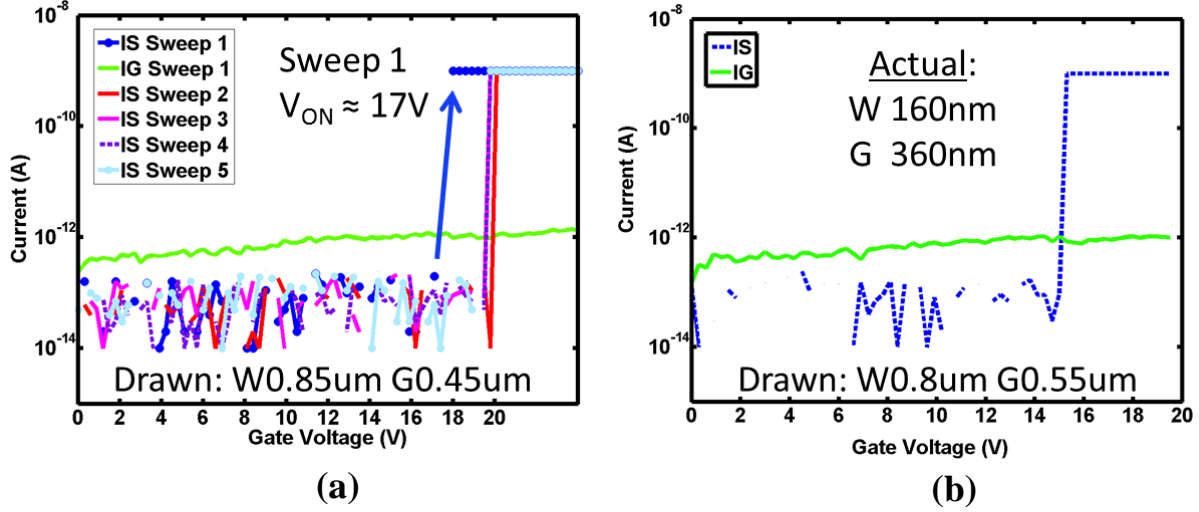 10⁻⁸
10⁻¹⁰
10⁻¹²
10⁻¹⁴
Current (A)
IS Sweep 1
IG Sweep 1
IS Sweep 2
IS Sweep 3
IS Sweep 4
IS Sweep 5
Sweep 1
V_ON ≈ 17V
Drawn: W0.85um G0.45um
0 2 4 6 8 10 12 14 16 18 20
Gate Voltage (V)
(a)
10⁻⁸
10⁻¹⁰
10⁻¹²
10⁻¹⁴
Current (A)
IS
IG
Actual:
W 160nm
G 360nm
Drawn: W0.8um G0.55um
0 2 4 6 8 10 12 14 16 18 20
Gate Voltage (V)
(b)